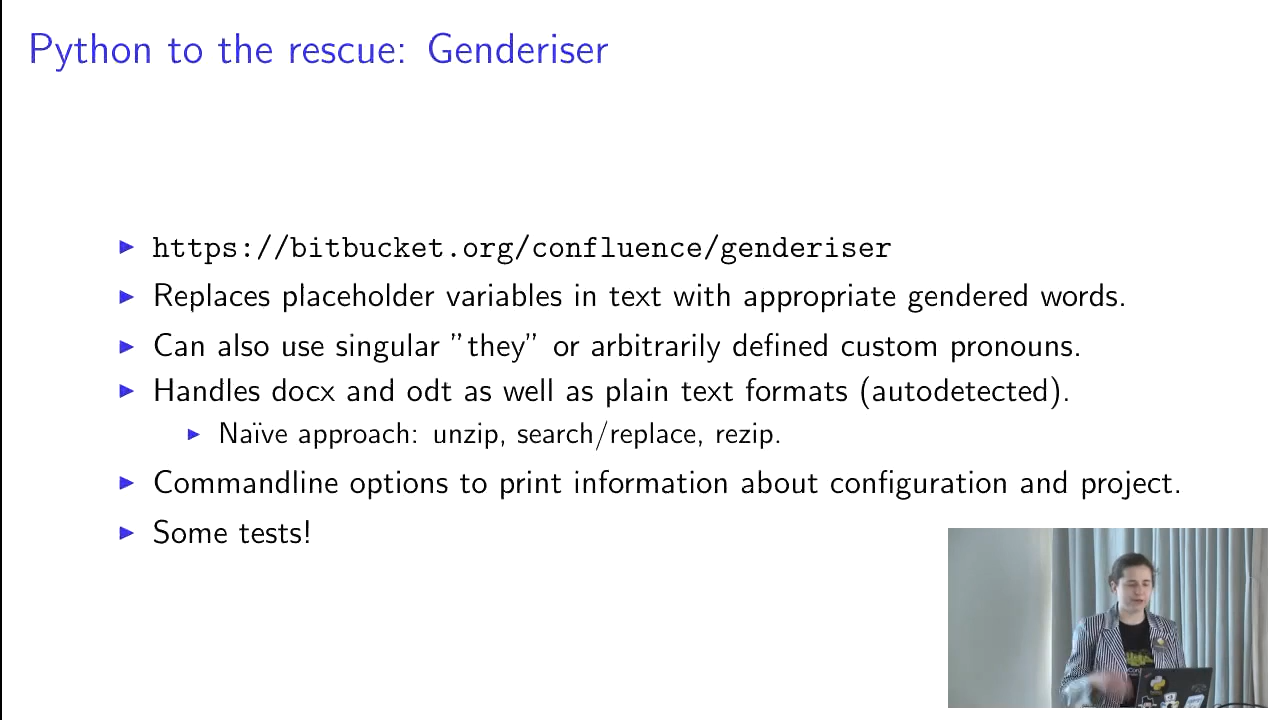 Python to the rescue: Genderiser
https://bitbucket.org/confluence/genderiser
Replaces placeholder variables in text with appropriate gendered words.
Can also use singular ”they” or arbitrarily defined custom pronouns.
Handles docx and odt as well as plain text formats (autodetected).
Naïve approach: unzip, search/replace, rezip.
Commandline options to print information about configuration and project.
Some tests!